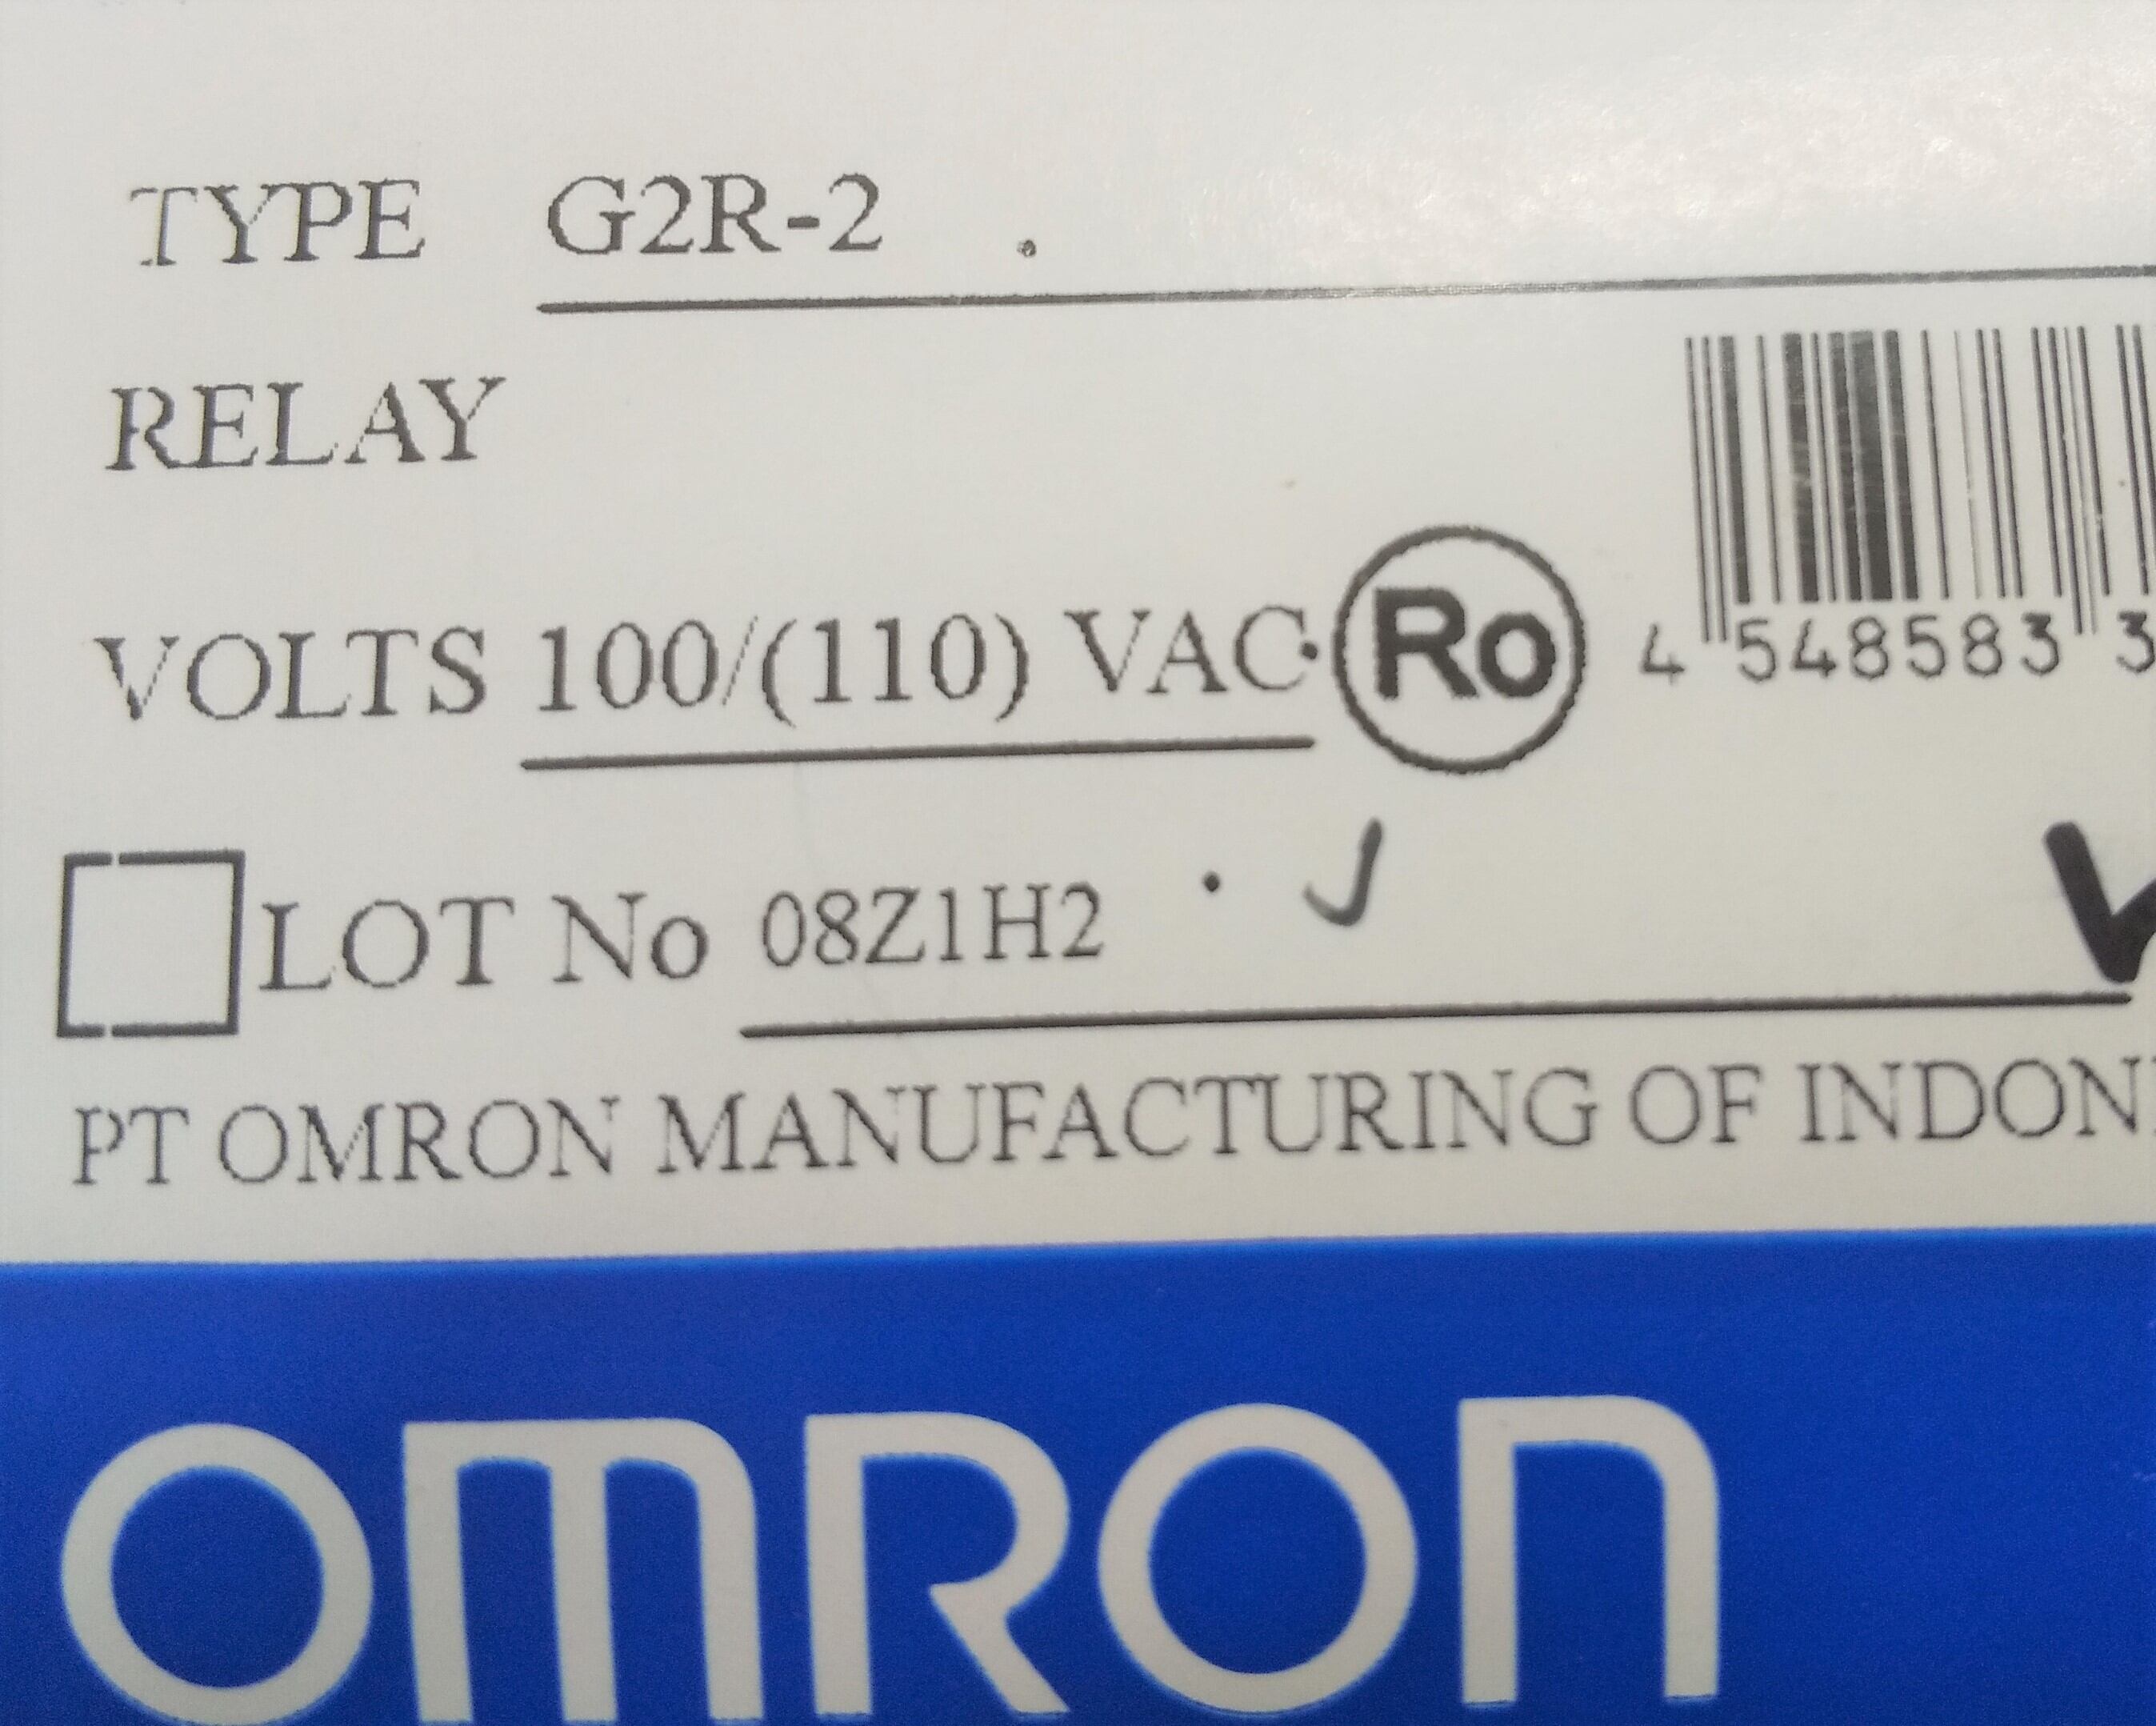 TYPE G2R-2 .
RELAY
VOLTS 100/(110) VAC
Ro
4 548583 3
LOT No 08Z1H2
PT OMRON MANUFACTURING OF INDON
OMRON